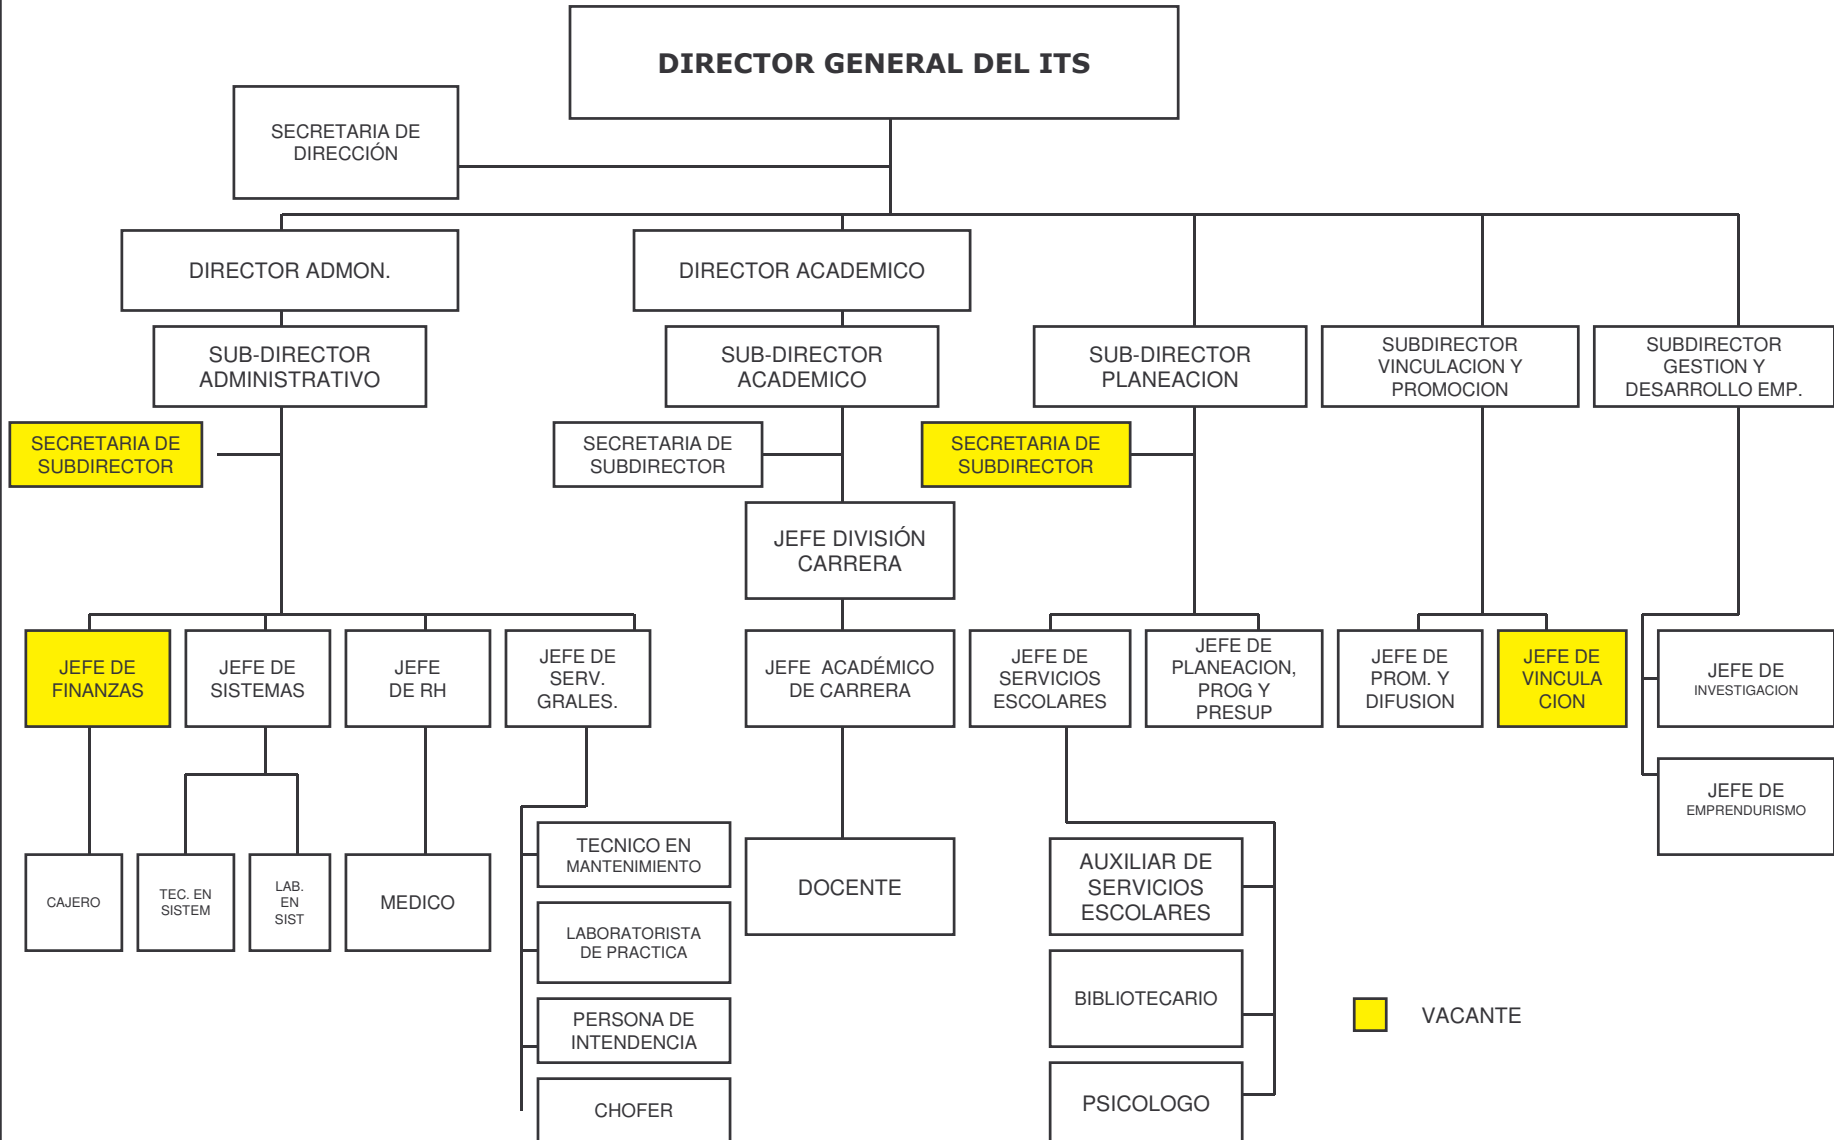 DIRECTOR GENERAL DEL ITS
SECRETARIA DE
DIRECCIÓN
DIRECTOR ADMON.
DIRECTOR ACADEMICO
SUB-DIRECTOR
ADMINISTRATIVO
SUB-DIRECTOR
ACADEMICO
SUB-DIRECTOR
PLANEACION
SUBDIRECTOR
VINCULACION Y
PROMOCION
SUBDIRECTOR
GESTION Y
DESARROLLO EMP.
SECRETARIA DE
SUBDIRECTOR
SECRETARIA DE
SUBDIRECTOR
SECRETARIA DE
SUBDIRECTOR
JEFE DIVISIÓN
CARRERA
JEFE DE
FINANZAS
JEFE DE
SISTEMAS
JEFE
DE RH
JEFE DE
SERV.
GRALES.
JEFE ACADÉMICO
DE CARRERA
JEFE DE
SERVICIOS
ESCOLARES
JEFE DE
PLANEACION,
PROG Y
PRESUP
JEFE DE
PROM. Y
DIFUSION
JEFE DE
VINCULA
CION
JEFE DE
INVESTIGACION
JEFE DE
EMPRENDURISMO
CAJERO
TEC. EN
SISTEM
LAB.
EN
SIST
MEDICO
TECNICO EN
MANTENIMIENTO
LABORATORISTA
DE PRACTICA
PERSONA DE
INTENDENCIA
CHOFER
DOCENTE
AUXILIAR DE
SERVICIOS
ESCOLARES
BIBLIOTECARIO
PSICOLOGO
VACANTE